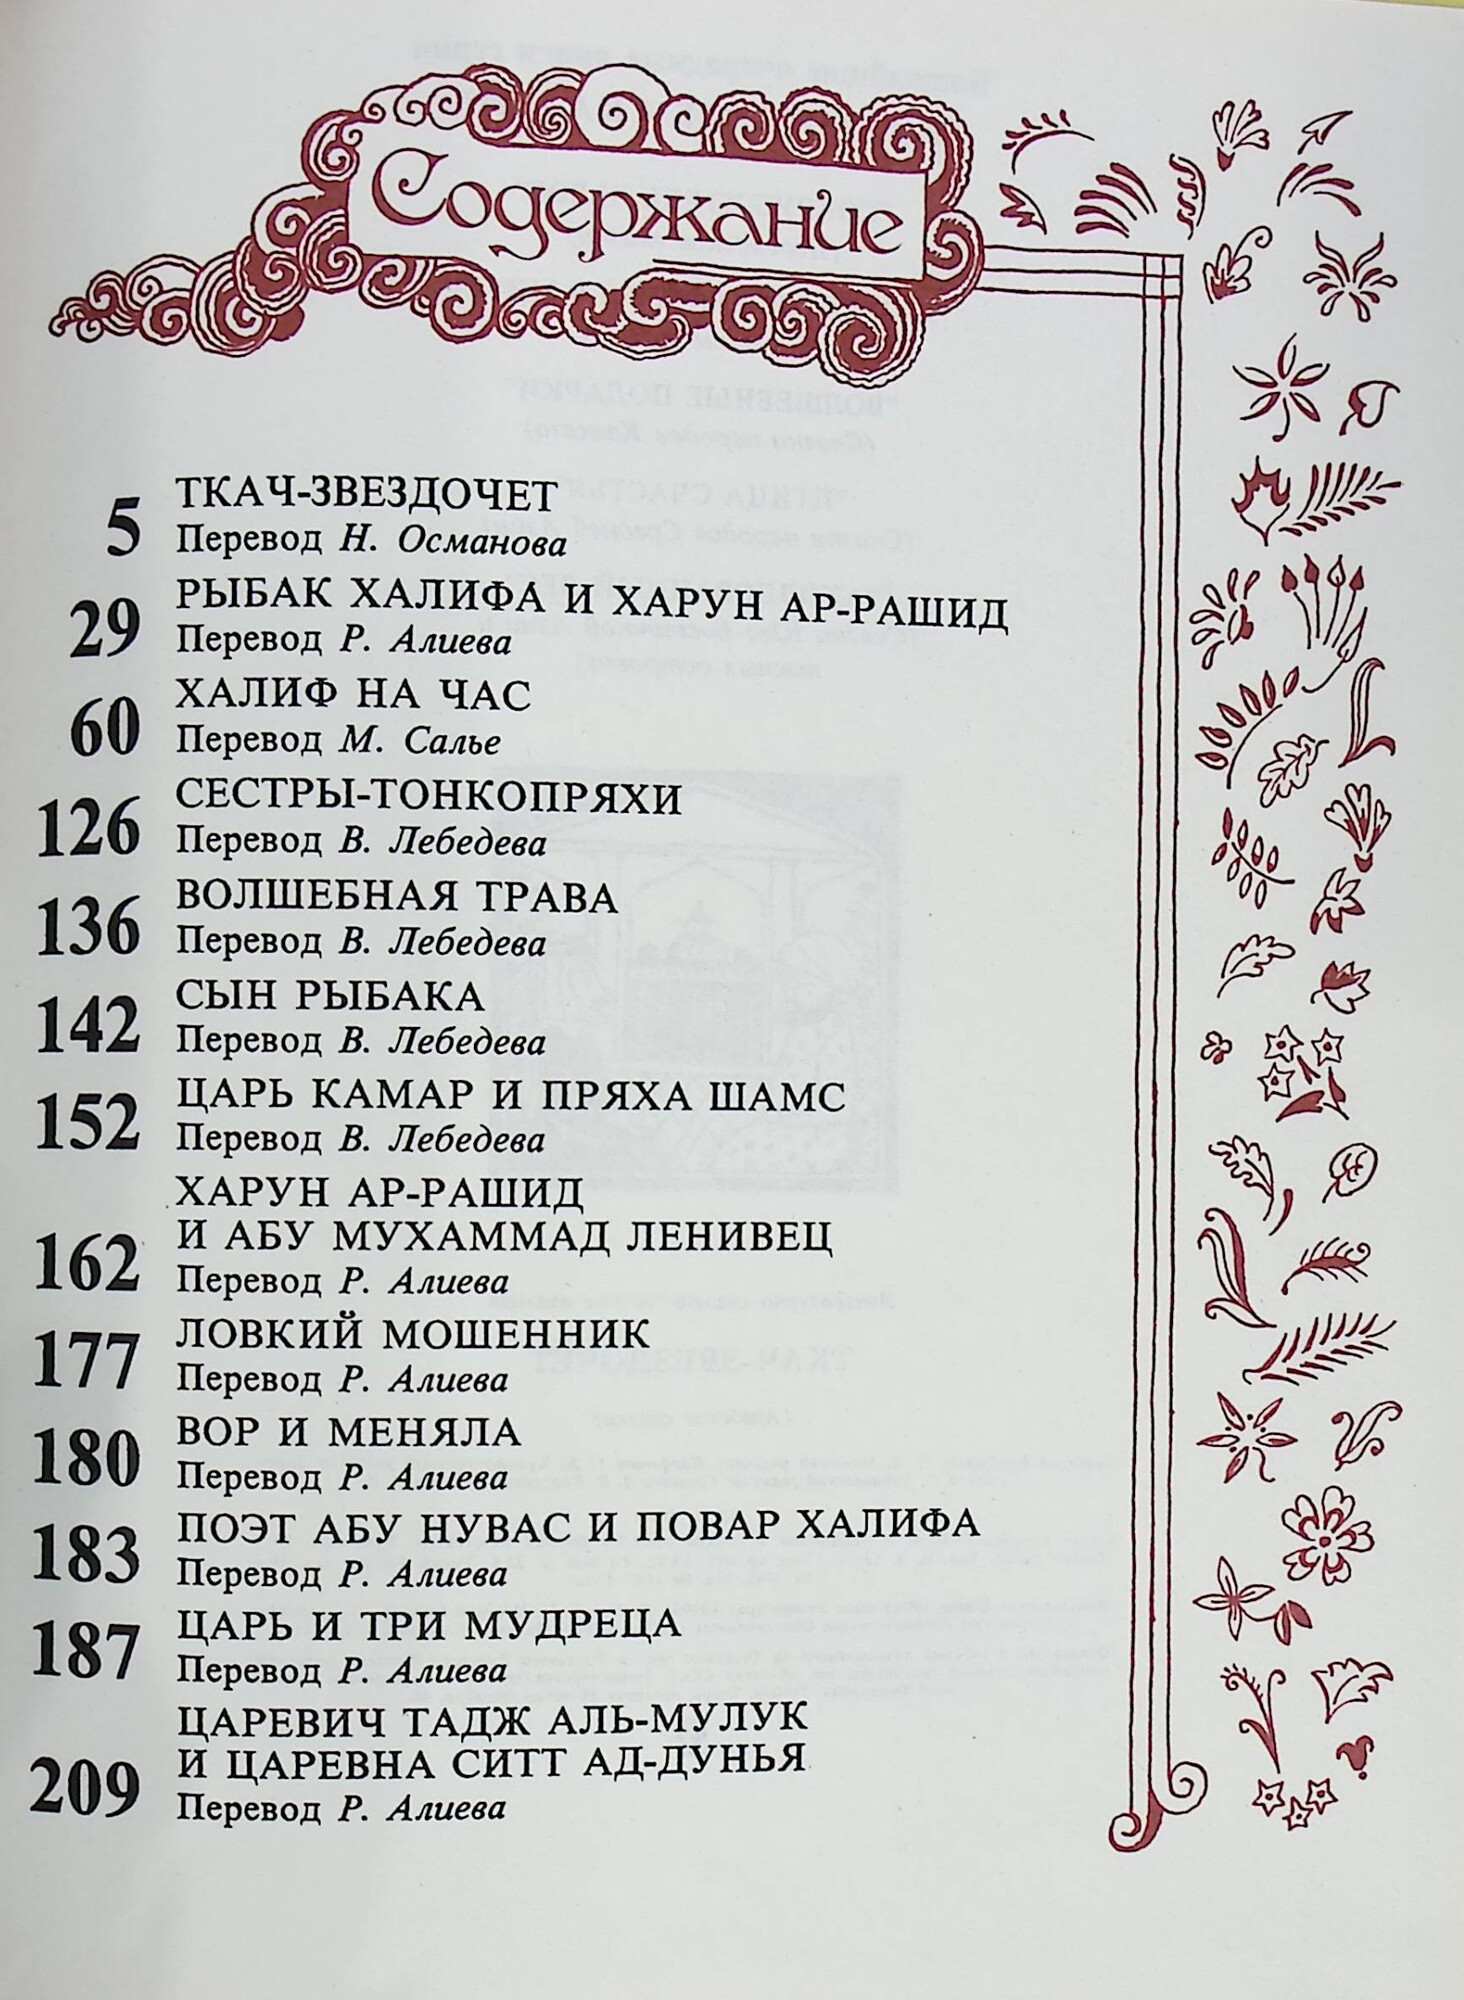 Содержание
5 ТКАЧ-ЗВЕЗДОЧЕТ
Перевод Н. Османова
29 РЫБАК ХАЛИФА И ХАРУН АР-РАШИД
Перевод Р. Алиева
60 ХАЛИФ НА ЧАС
Перевод М. Салье
126 СЕСТРЫ-ТОНКОПРЯХИ
Перевод В. Лебедева
136 ВОЛШЕБНАЯ ТРАВА
Перевод В. Лебедева
142 СЫН РЫБАКА
Перевод В. Лебедева
152 ЦАРЬ КАМАР И ПРЯХА ШАМС
Перевод В. Лебедева
ХАРУН АР-РАШИД
162 И АБУ МУХАММАД ЛЕНИВЕЦ
Перевод Р. Алиева
177 ЛОВКИЙ МОШЕННИК
Перевод Р. Алиева
180 ВОР И МЕНЯЛА
Перевод Р. Алиева
183 ПОЭТ АБУ НУВАС И ПОВАР ХАЛИФА
Перевод Р. Алиева
187 ЦАРЬ И ТРИ МУДРЕЦА
Перевод Р. Алиева
ЦАРЕВИЧ ТАДЖ АЛЬ-МУЛУК
209 И ЦАРЕВНА СИТТ АД-ДУНЬЯ
Перевод Р. Алиева